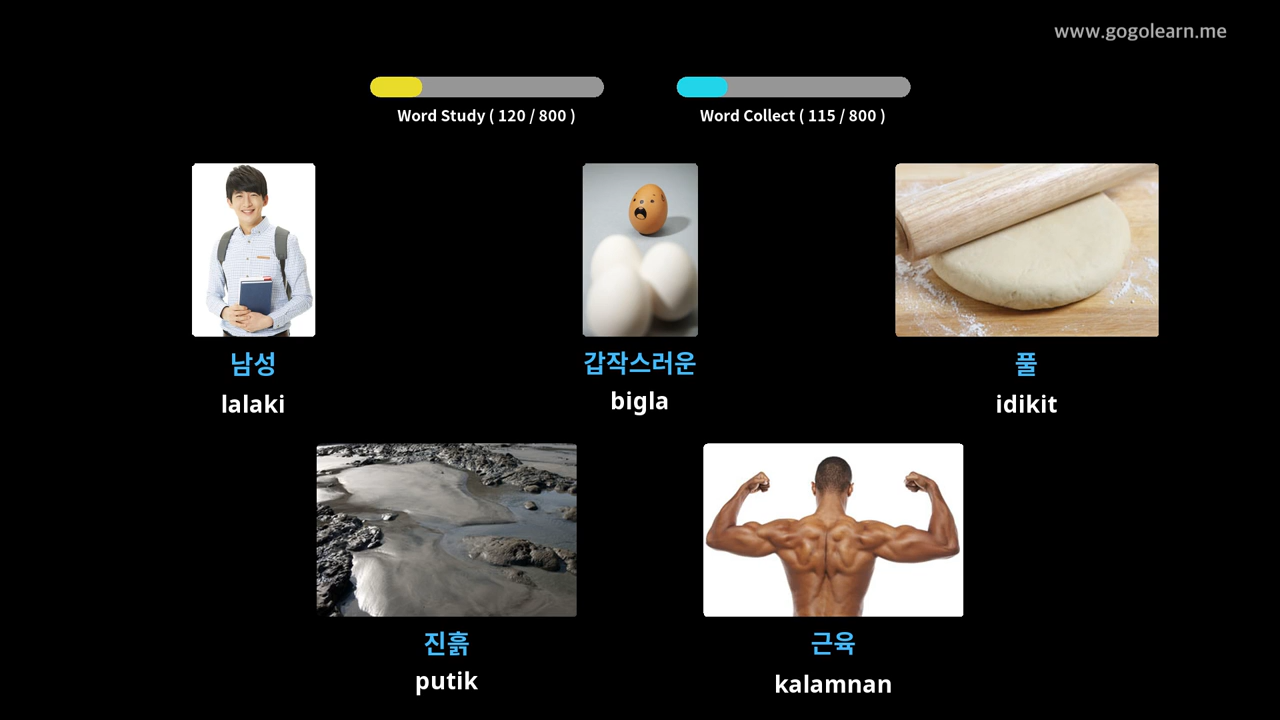 www.gogolearn.me
Word Study ( 120 / 800 )
Word Collect ( 115 / 800 )
남성
갑작스러운
풀
lalaki
bigla
idikit
진흙
근육
putik
kalamnan